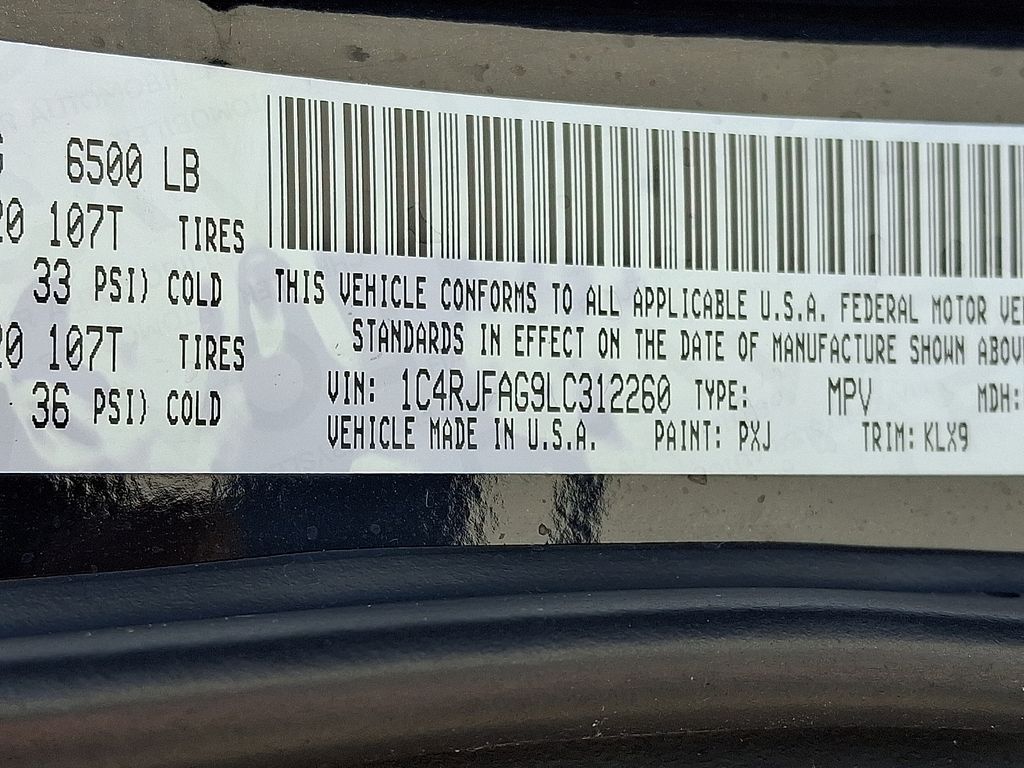 6500 LB
20 107T TIRES
33 PSI) COLD
20 107T TIRES
36 PSI) COLD
THIS VEHICLE CONFORMS TO ALL APPLICABLE U.S.A. FEDERAL MOTOR VE
STANDARDS IN EFFECT ON THE DATE OF MANUFACTURE SHOWN ABOV
VIN: 1C4RJFAG9LC312260 TYPE: MPV MDH:
VEHICLE MADE IN U.S.A. PAINT: PXJ TRIM: KLX9